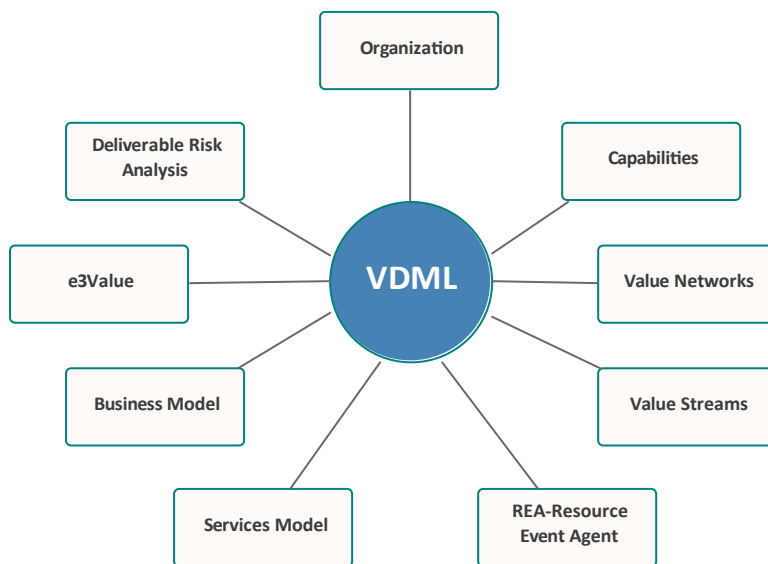 Organization
Deliverable Risk
Analysis
Capabilities
e3Value
VDML
Value Networks
Business Model
Value Streams
Services Model
REA-Resource
Event Agent